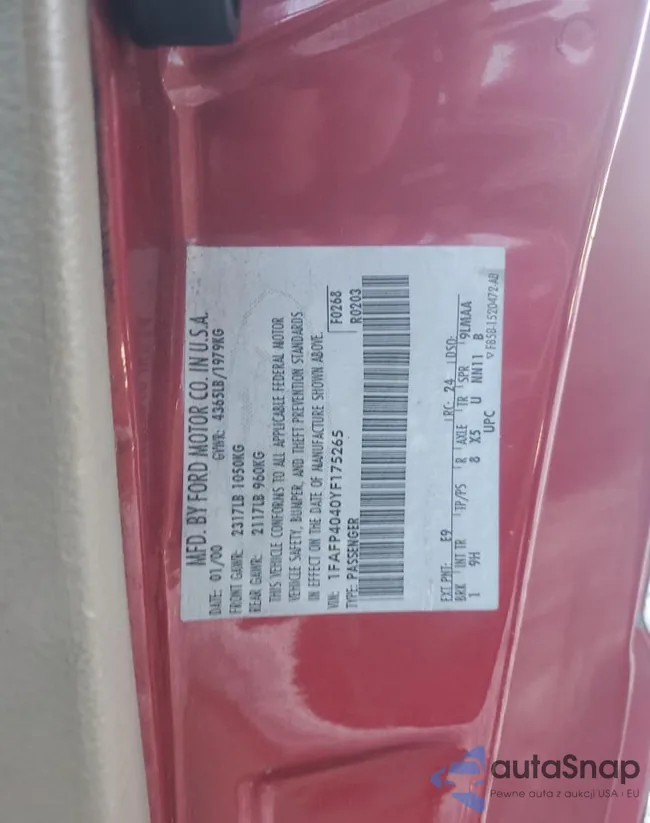 MFD. BY FORD MOTOR CO. IN U.S.A.
DATE: 01/00 GVWR: 4365LB/1979KG
FRONT GAWR: 2317LB 1050KG
REAR GAWR: 2117LB 960KG
THIS VEHICLE CONFORMS TO ALL APPLICABLE FEDERAL MOTOR
VEHICLE SAFETY, BUMPER, AND THEFT PREVENTION STANDARDS
IN EFFECT ON THE DATE OF MANUFACTURE SHOWN ABOVE.
VIN: 1FAFP4040YF175265 F0268
TYPE: PASSENGER R0203
EXT PNT: E9 RC: 24 DSO:
BRK INT TR TP/PS R AXLE TR SPR 9LMAA
1 9H 8 X5 U NN11 B
UPC ▽ F85B-1520472-AB
autaSnap
Pewne auta z aukcji USA i EU